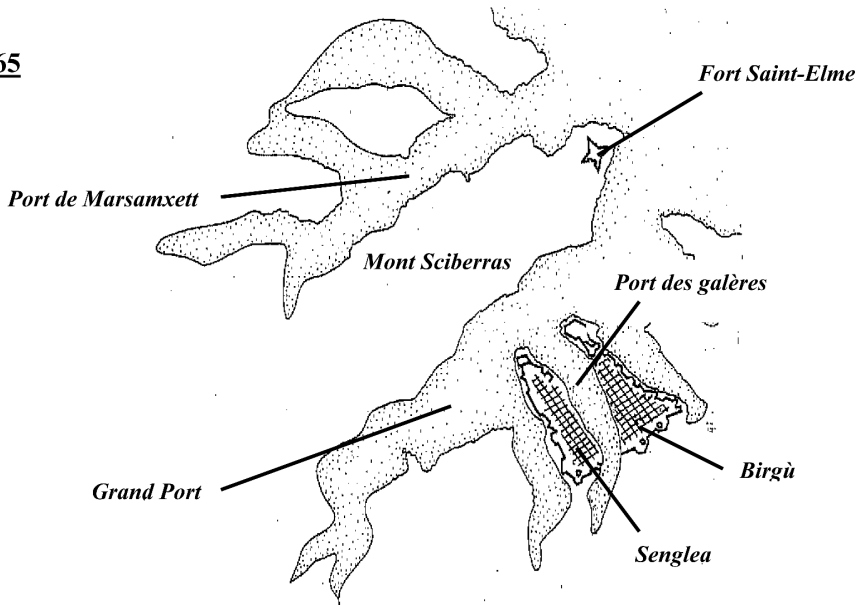 65
Fort Saint-Elme
Port de Marsamxett
Mont Sciberras
Port des galères
Grand Port
Birgù
Senglea